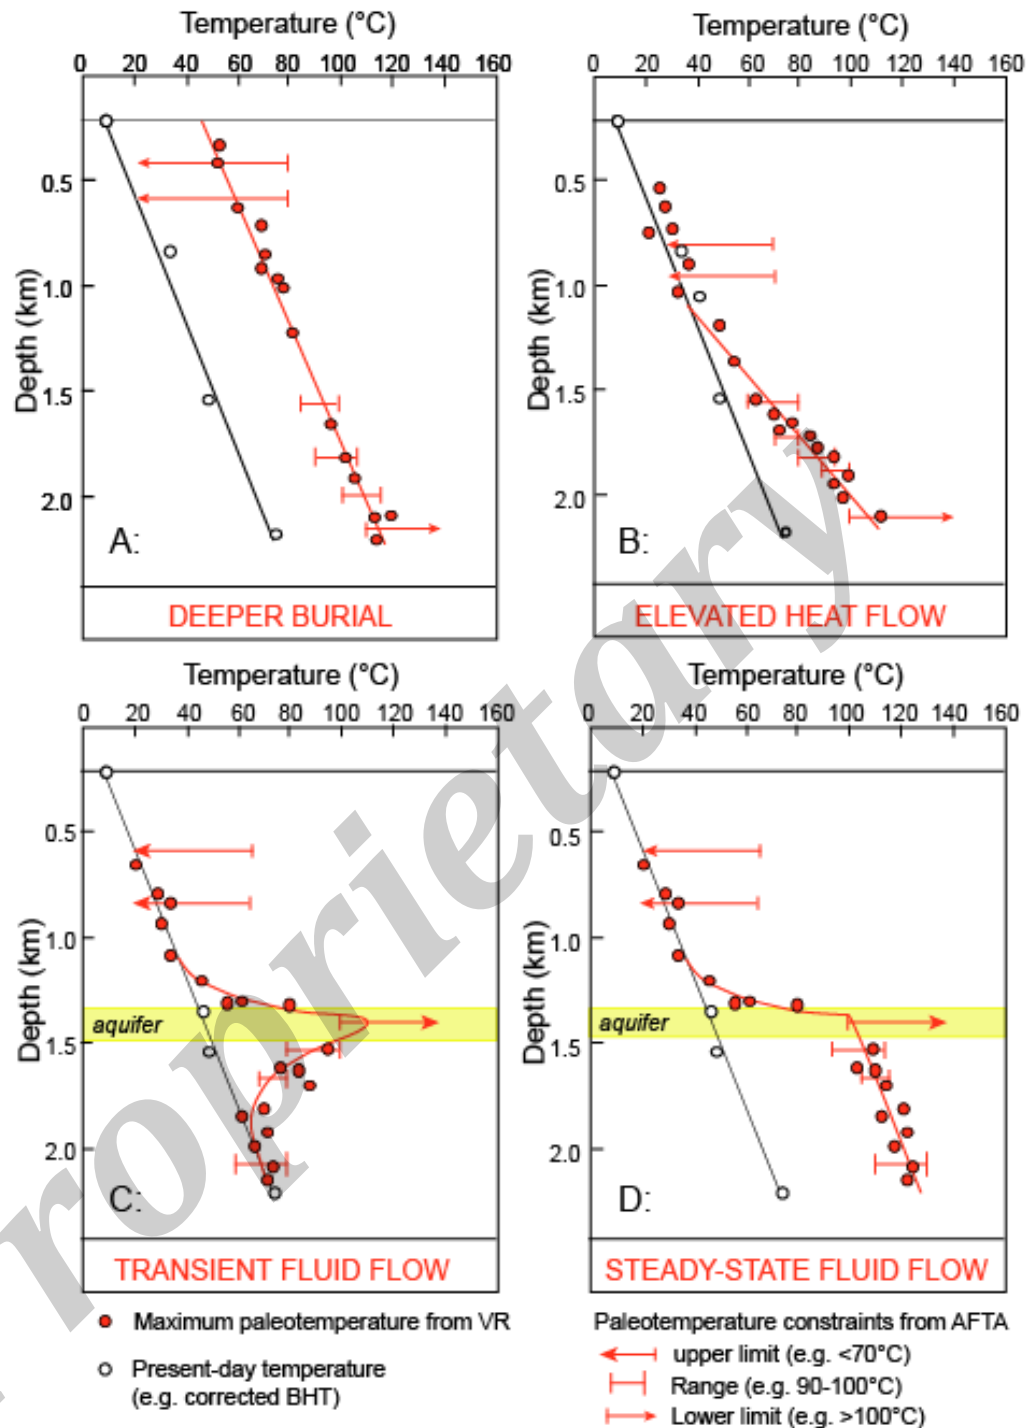 Temperature (°C)
0 20 40 60 80 100 120 140 160
Depth (km)
0.5
1.0
1.5
2.0
A:
DEEPER BURIAL
Temperature (°C)
0 20 40 60 80 100 120 140 160
Depth (km)
0.5
1.0
1.5
2.0
B:
ELEVATED HEAT FLOW
Temperature (°C)
0 20 40 60 80 100 120 140 160
Depth (km)
0.5
1.0
aquifer
1.5
2.0
C:
TRANSIENT FLUID FLOW
Temperature (°C)
0 20 40 60 80 100 120 140 160
Depth (km)
0.5
1.0
aquifer
1.5
2.0
D:
STEADY-STATE FLUID FLOW
Maximum paleotemperature from VR
Present-day temperature
(e.g. corrected BHT)
Paleotemperature constraints from AFTA
upper limit (e.g. <70°C)
Range (e.g. 90-100°C)
Lower limit (e.g. >100°C)
proprietary